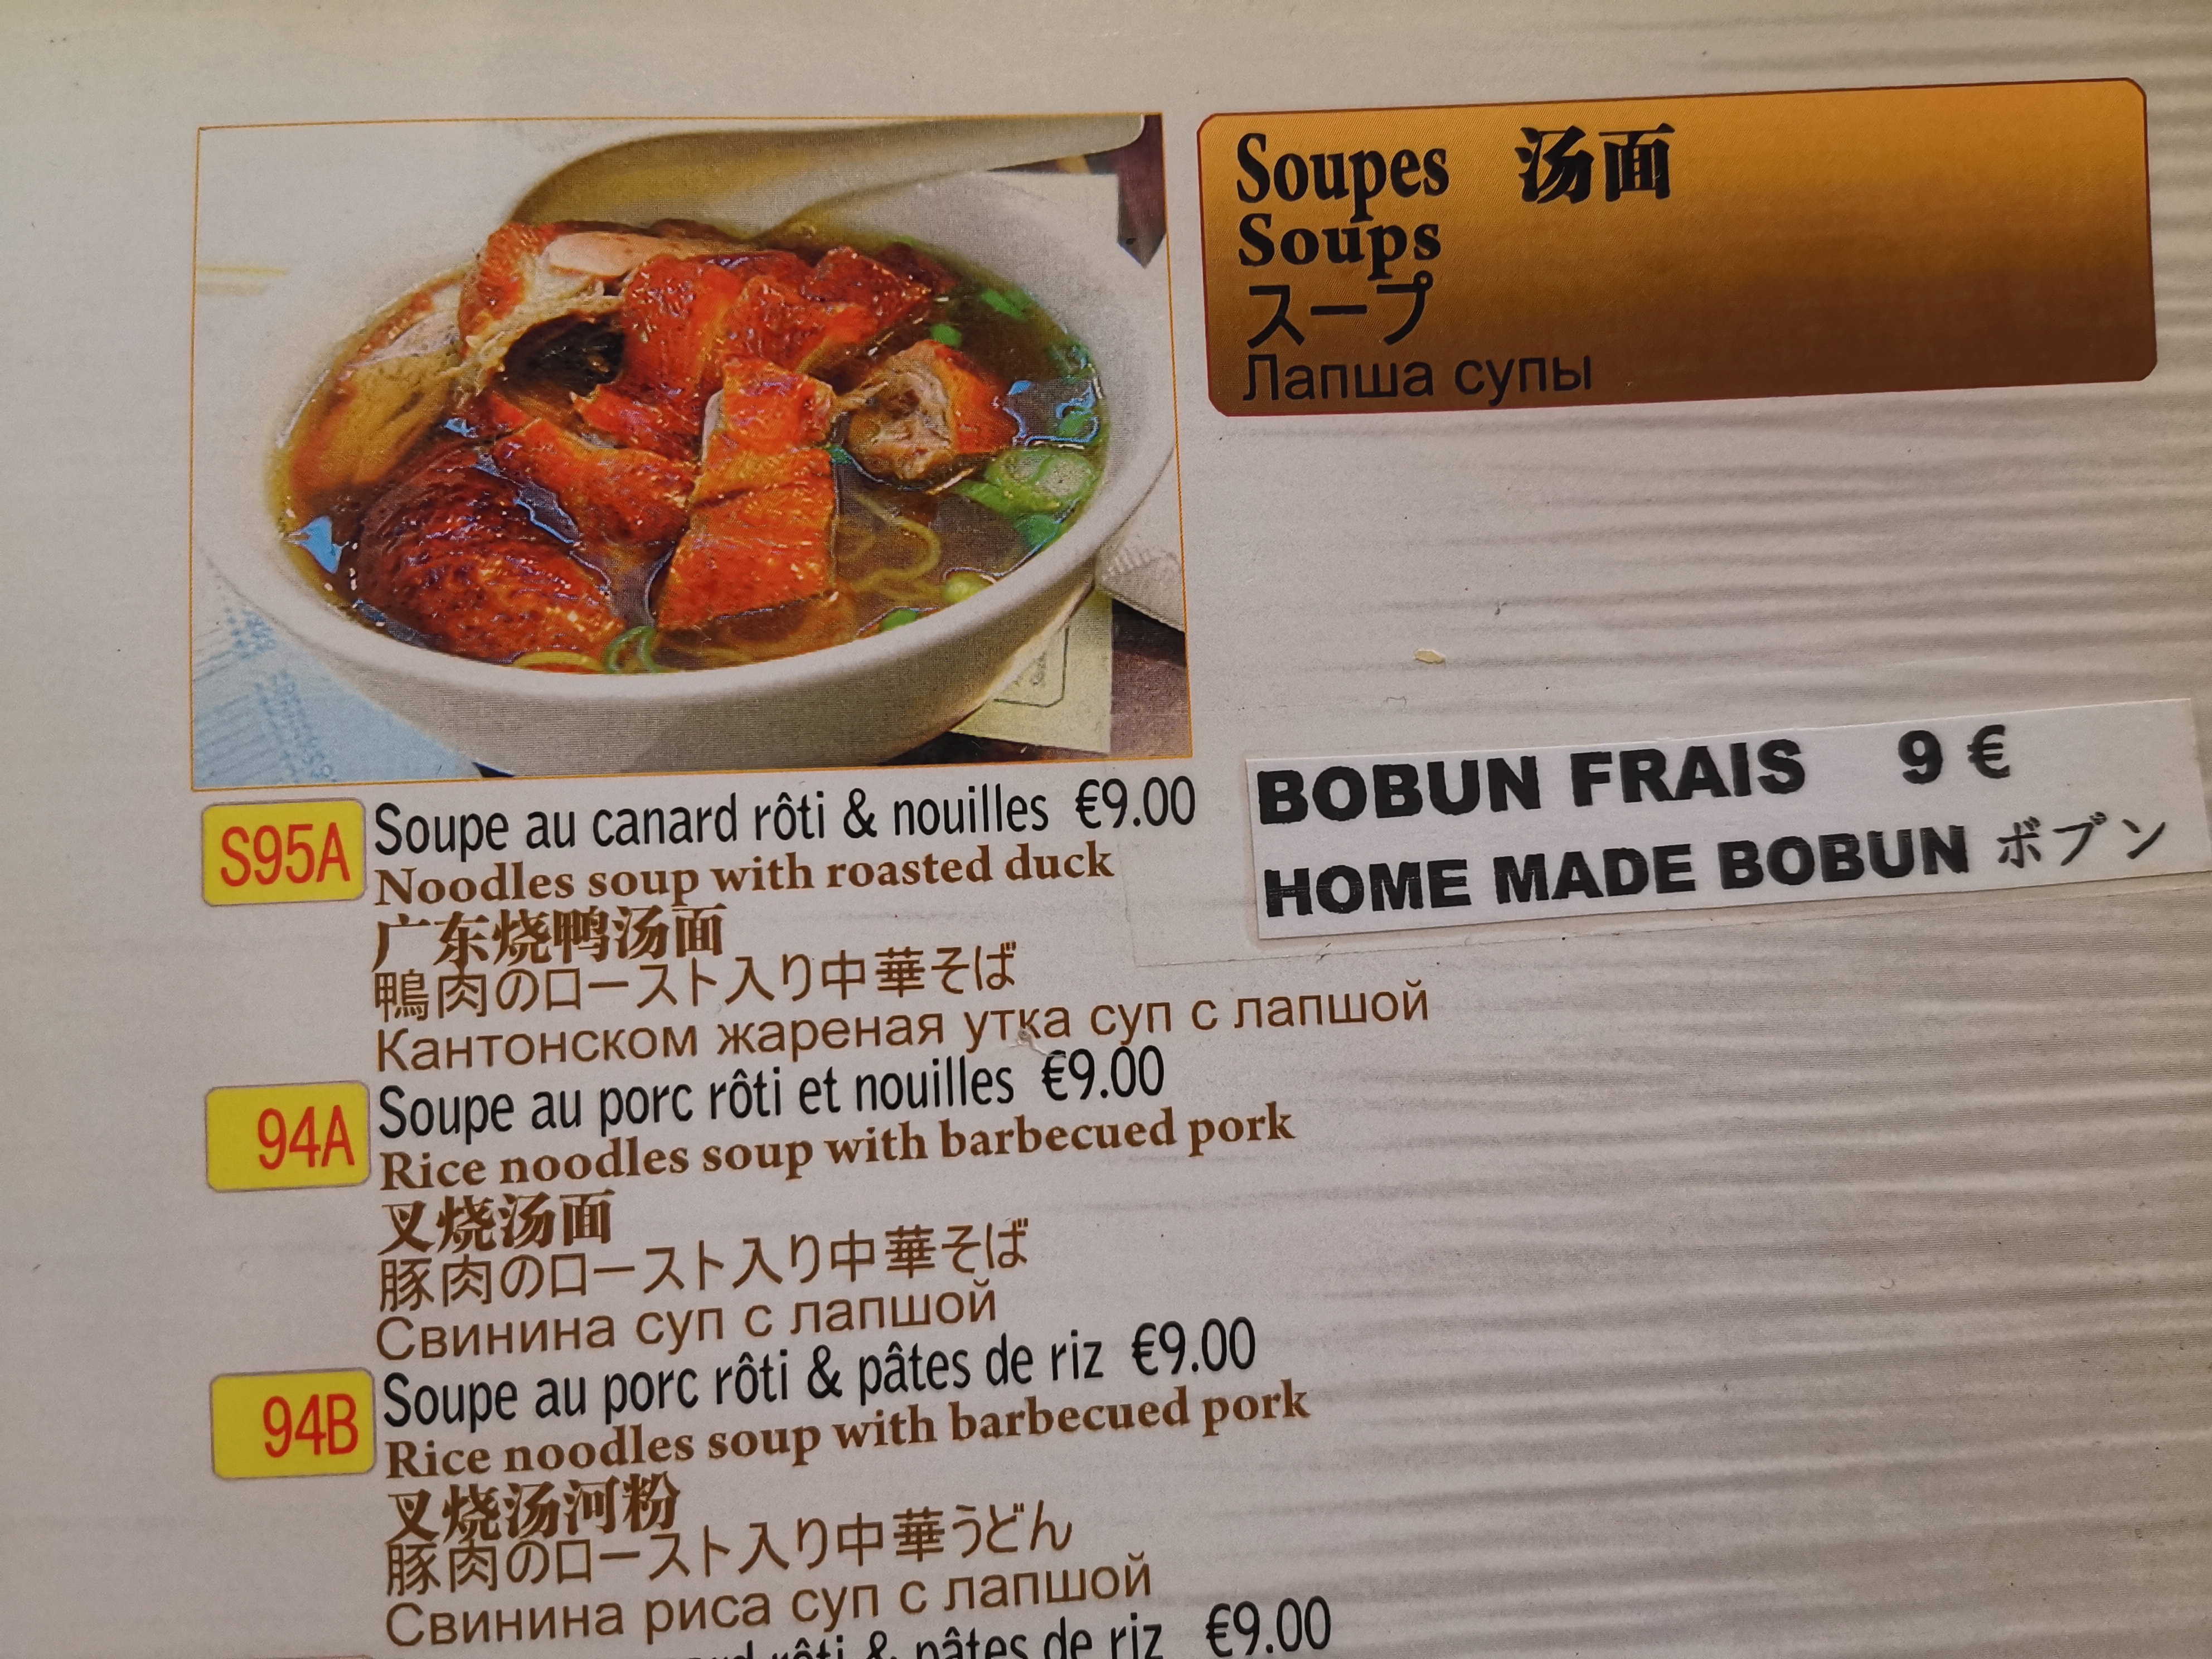 Soupes 汤面
Soups
スープ
Лапша супы
BOBUN FRAIS 9 €
HOME MADE BOBUN ボブン
S95A Soupe au canard rôti & nouilles €9.00
Noodles soup with roasted duck
广东烧鸭汤面
鴨肉のロースト入り中華そば
Кантонском жареная утка суп с лапшой
94A Soupe au porc rôti et nouilles €9.00
Rice noodles soup with barbecued pork
叉烧汤面
豚肉のロースト入り中華そば
Свинина суп с лапшой
94B Soupe au porc rôti & pâtes de riz €9.00
Rice noodles soup with barbecued pork
叉烧汤河粉
豚肉のロースト入り中華うどん
Свинина риса суп с лапшой
rôti & pâtes de riz €9.00